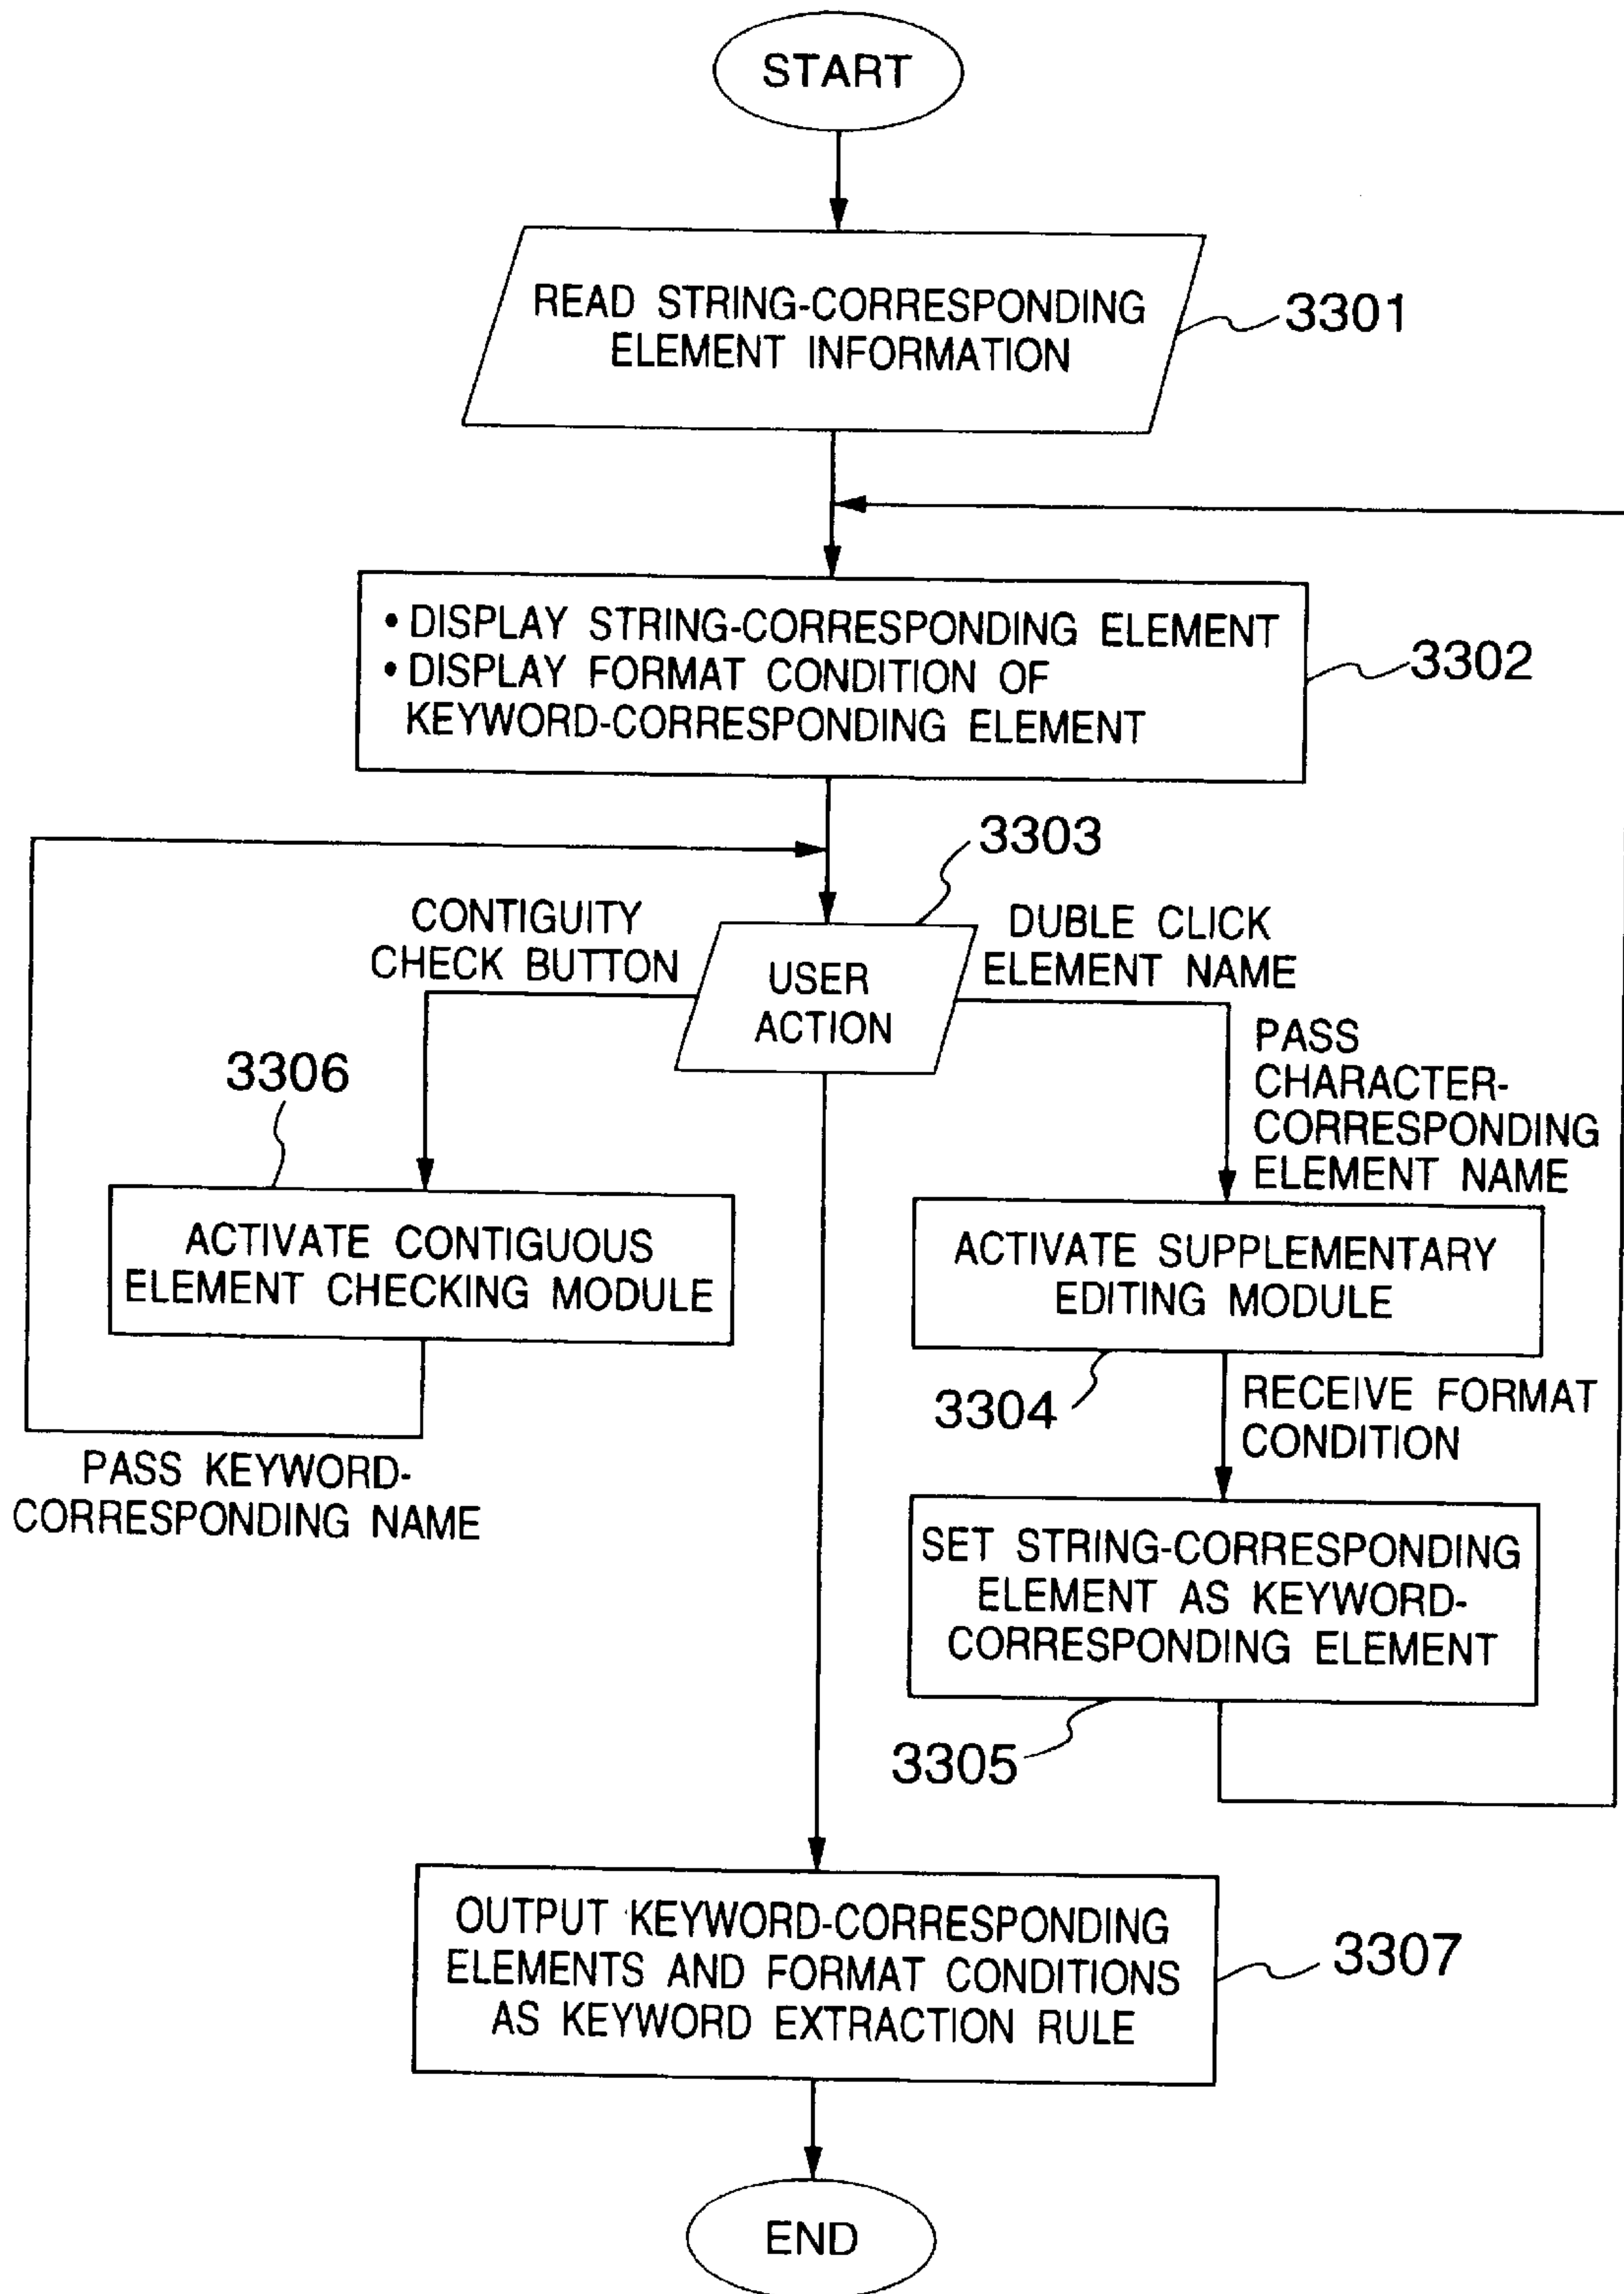 START
READ STRING-CORRESPONDING
ELEMENT INFORMATION
3301
• DISPLAY STRING-CORRESPONDING ELEMENT
• DISPLAY FORMAT CONDITION OF
KEYWORD-CORRESPONDING ELEMENT
3302
3303
CONTIGUITY
CHECK BUTTON
USER
ACTION
DUBLE CLICK
ELEMENT NAME
PASS
CHARACTER-
CORRESPONDING
ELEMENT NAME
3306
ACTIVATE CONTIGUOUS
ELEMENT CHECKING MODULE
PASS KEYWORD-
CORRESPONDING NAME
ACTIVATE SUPPLEMENTARY
EDITING MODULE
3304
RECEIVE FORMAT
CONDITION
SET STRING-CORRESPONDING
ELEMENT AS KEYWORD-
CORRESPONDING ELEMENT
3305
OUTPUT KEYWORD-CORRESPONDING
ELEMENTS AND FORMAT CONDITIONS
AS KEYWORD EXTRACTION RULE
3307
END